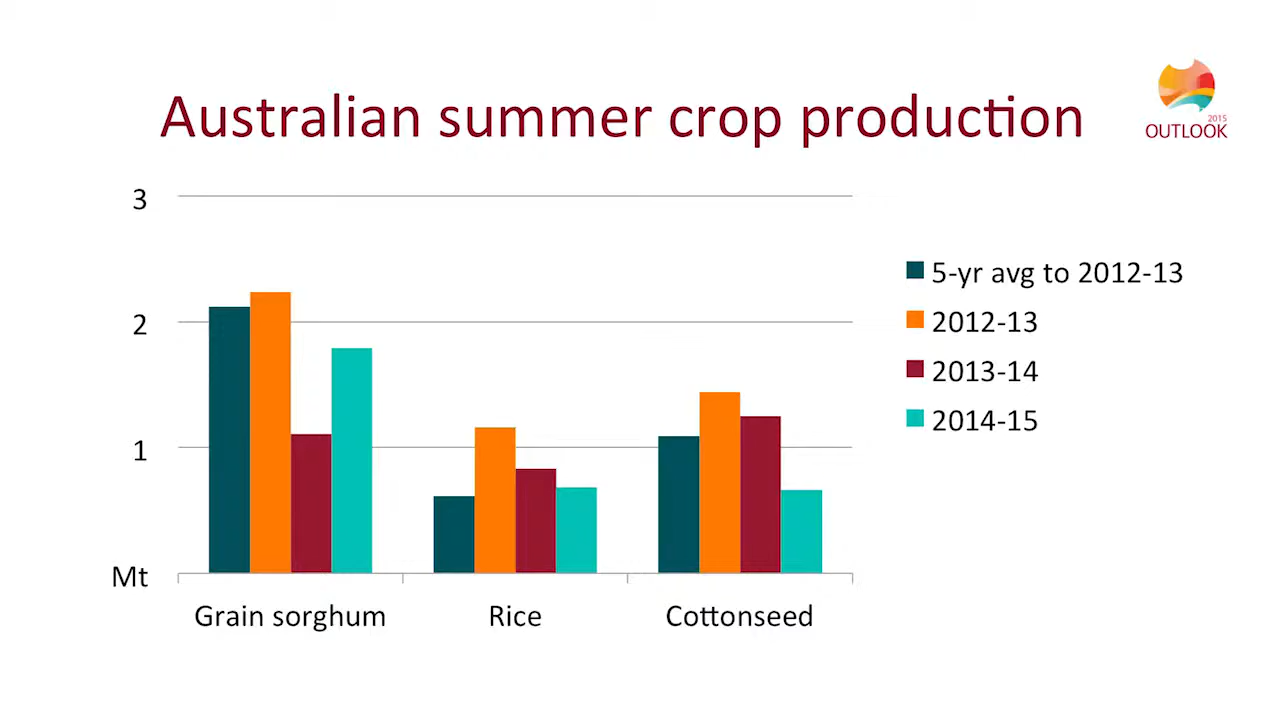 Australian summer crop production
2015
OUTLOOK
3
2
1
Mt
Grain sorghum
Rice
Cottonseed
5-yr avg to 2012-13
2012-13
2013-14
2014-15